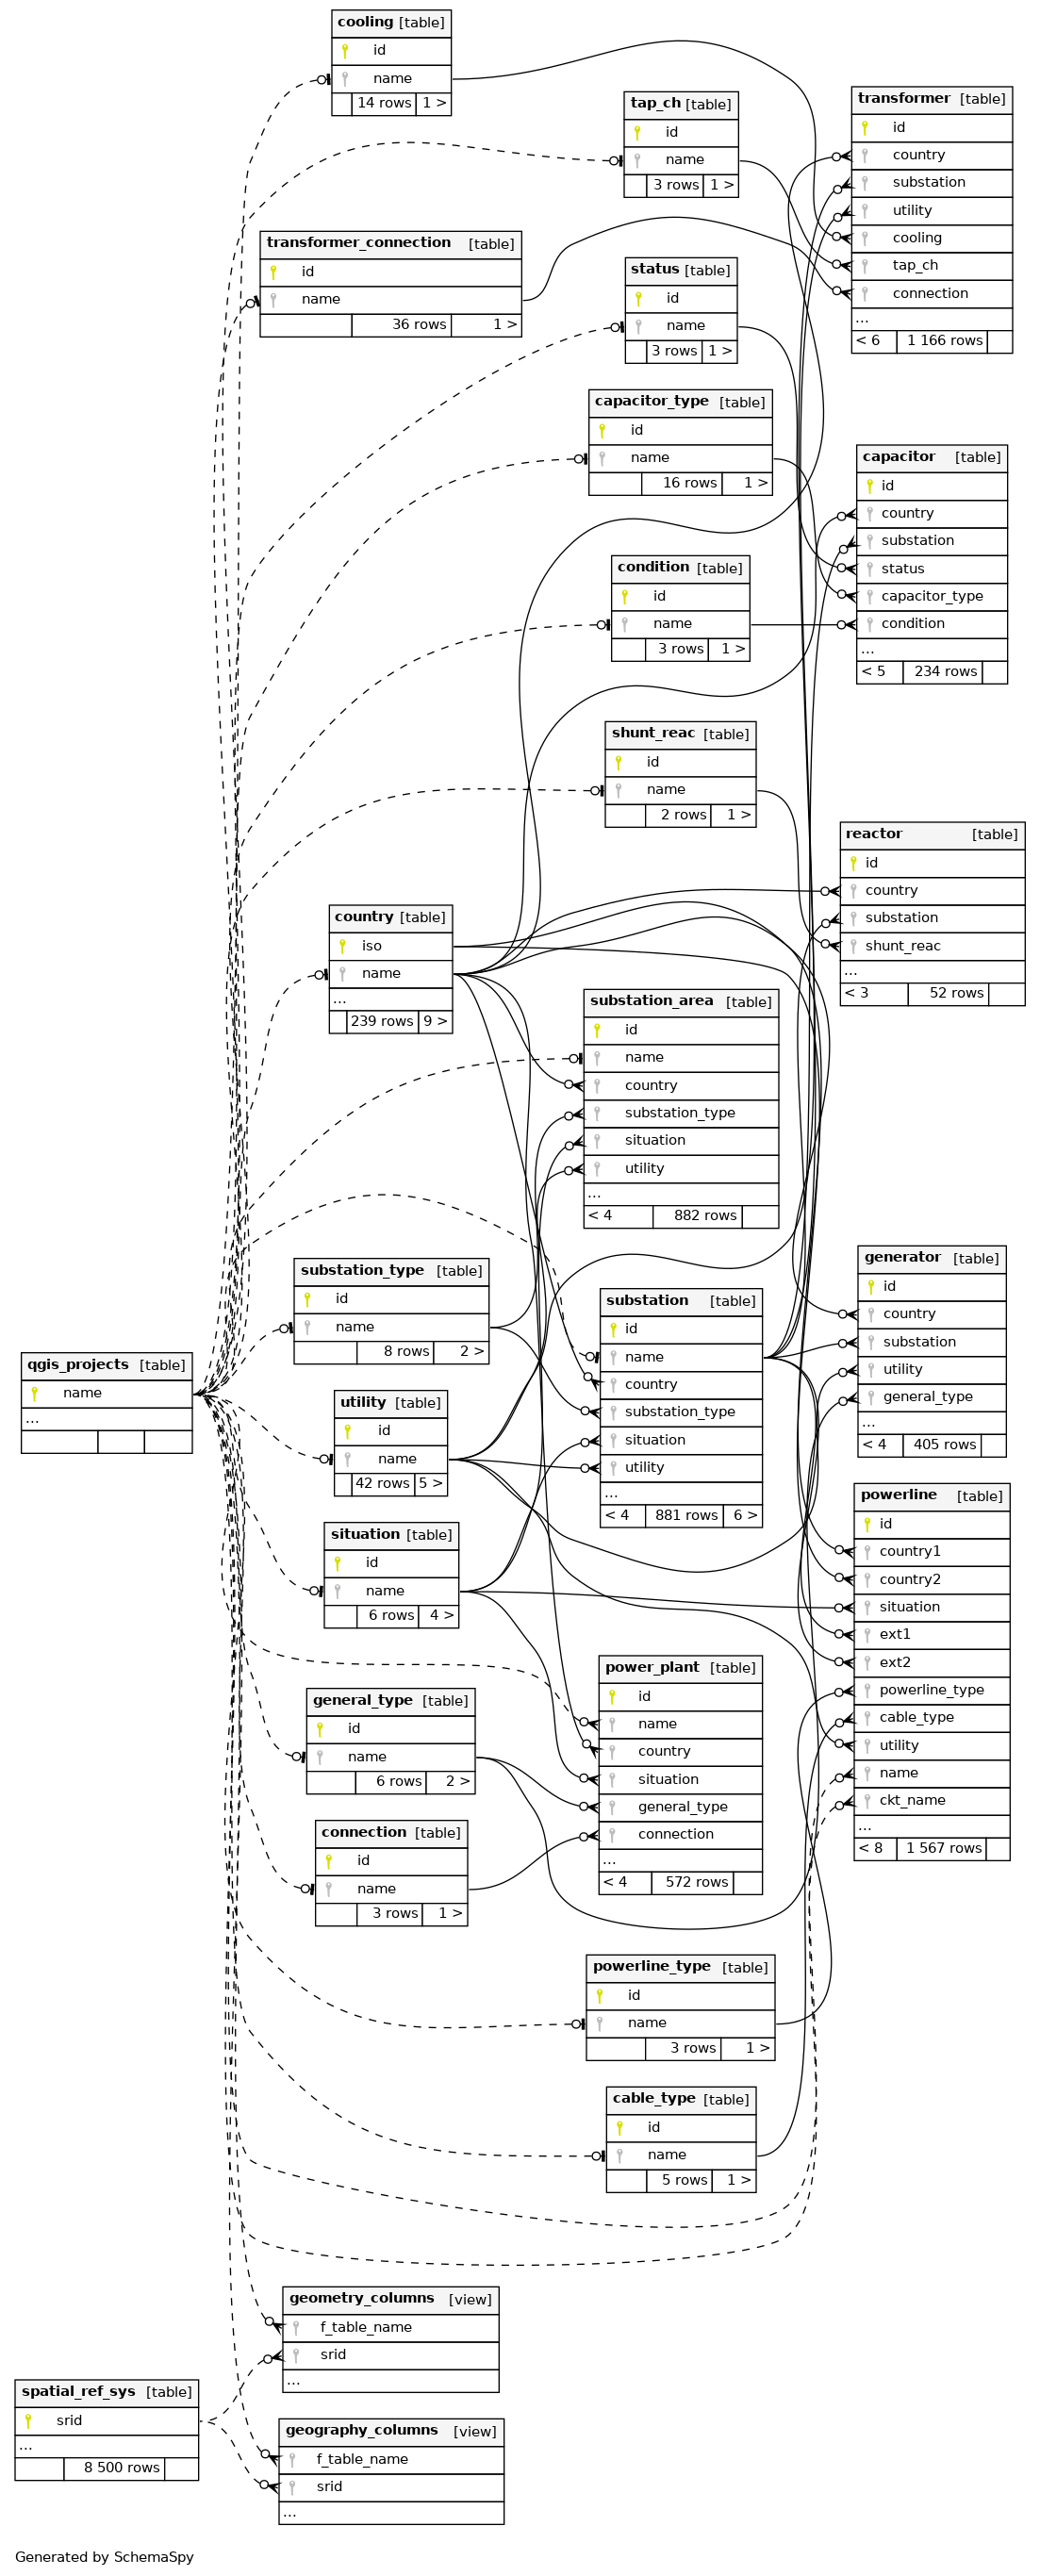 cooling [table]
id
name
14 rows 1 >
tap_ch [table]
id
name
3 rows 1 >
transformer [table]
id
country
substation
utility
cooling
tap_ch
connection
...
< 6 1 166 rows
transformer_connection [table]
id
name
36 rows 1 >
status [table]
id
name
3 rows 1 >
capacitor_type [table]
id
name
16 rows 1 >
capacitor [table]
id
country
substation
status
capacitor_type
condition
...
< 5 234 rows
condition [table]
id
name
3 rows 1 >
shunt_reac [table]
id
name
2 rows 1 >
reactor [table]
id
country
substation
shunt_reac
...
< 3 52 rows
country [table]
iso
name
...
239 rows 9 >
substation_area [table]
id
name
country
substation_type
situation
utility
...
< 4 882 rows
substation_type [table]
id
name
8 rows 2 >
generator [table]
id
country
substation
utility
general_type
...
< 4 405 rows
substation [table]
id
name
country
substation_type
situation
utility
...
< 4 881 rows 6 >
qgis_projects [table]
name
...
utility [table]
id
name
42 rows 5 >
powerline [table]
id
country1
country2
situation
ext1
ext2
powerline_type
cable_type
utility
name
ckt_name
...
< 8 1 567 rows
situation [table]
id
name
6 rows 4 >
power_plant [table]
id
name
country
situation
general_type
connection
...
< 4 572 rows
general_type [table]
id
name
6 rows 2 >
connection [table]
id
name
3 rows 1 >
powerline_type [table]
id
name
3 rows 1 >
cable_type [table]
id
name
5 rows 1 >
geometry_columns [view]
f_table_name
srid
...
spatial_ref_sys [table]
srid
...
8 500 rows
geography_columns [view]
f_table_name
srid
...
Generated by SchemaSpy